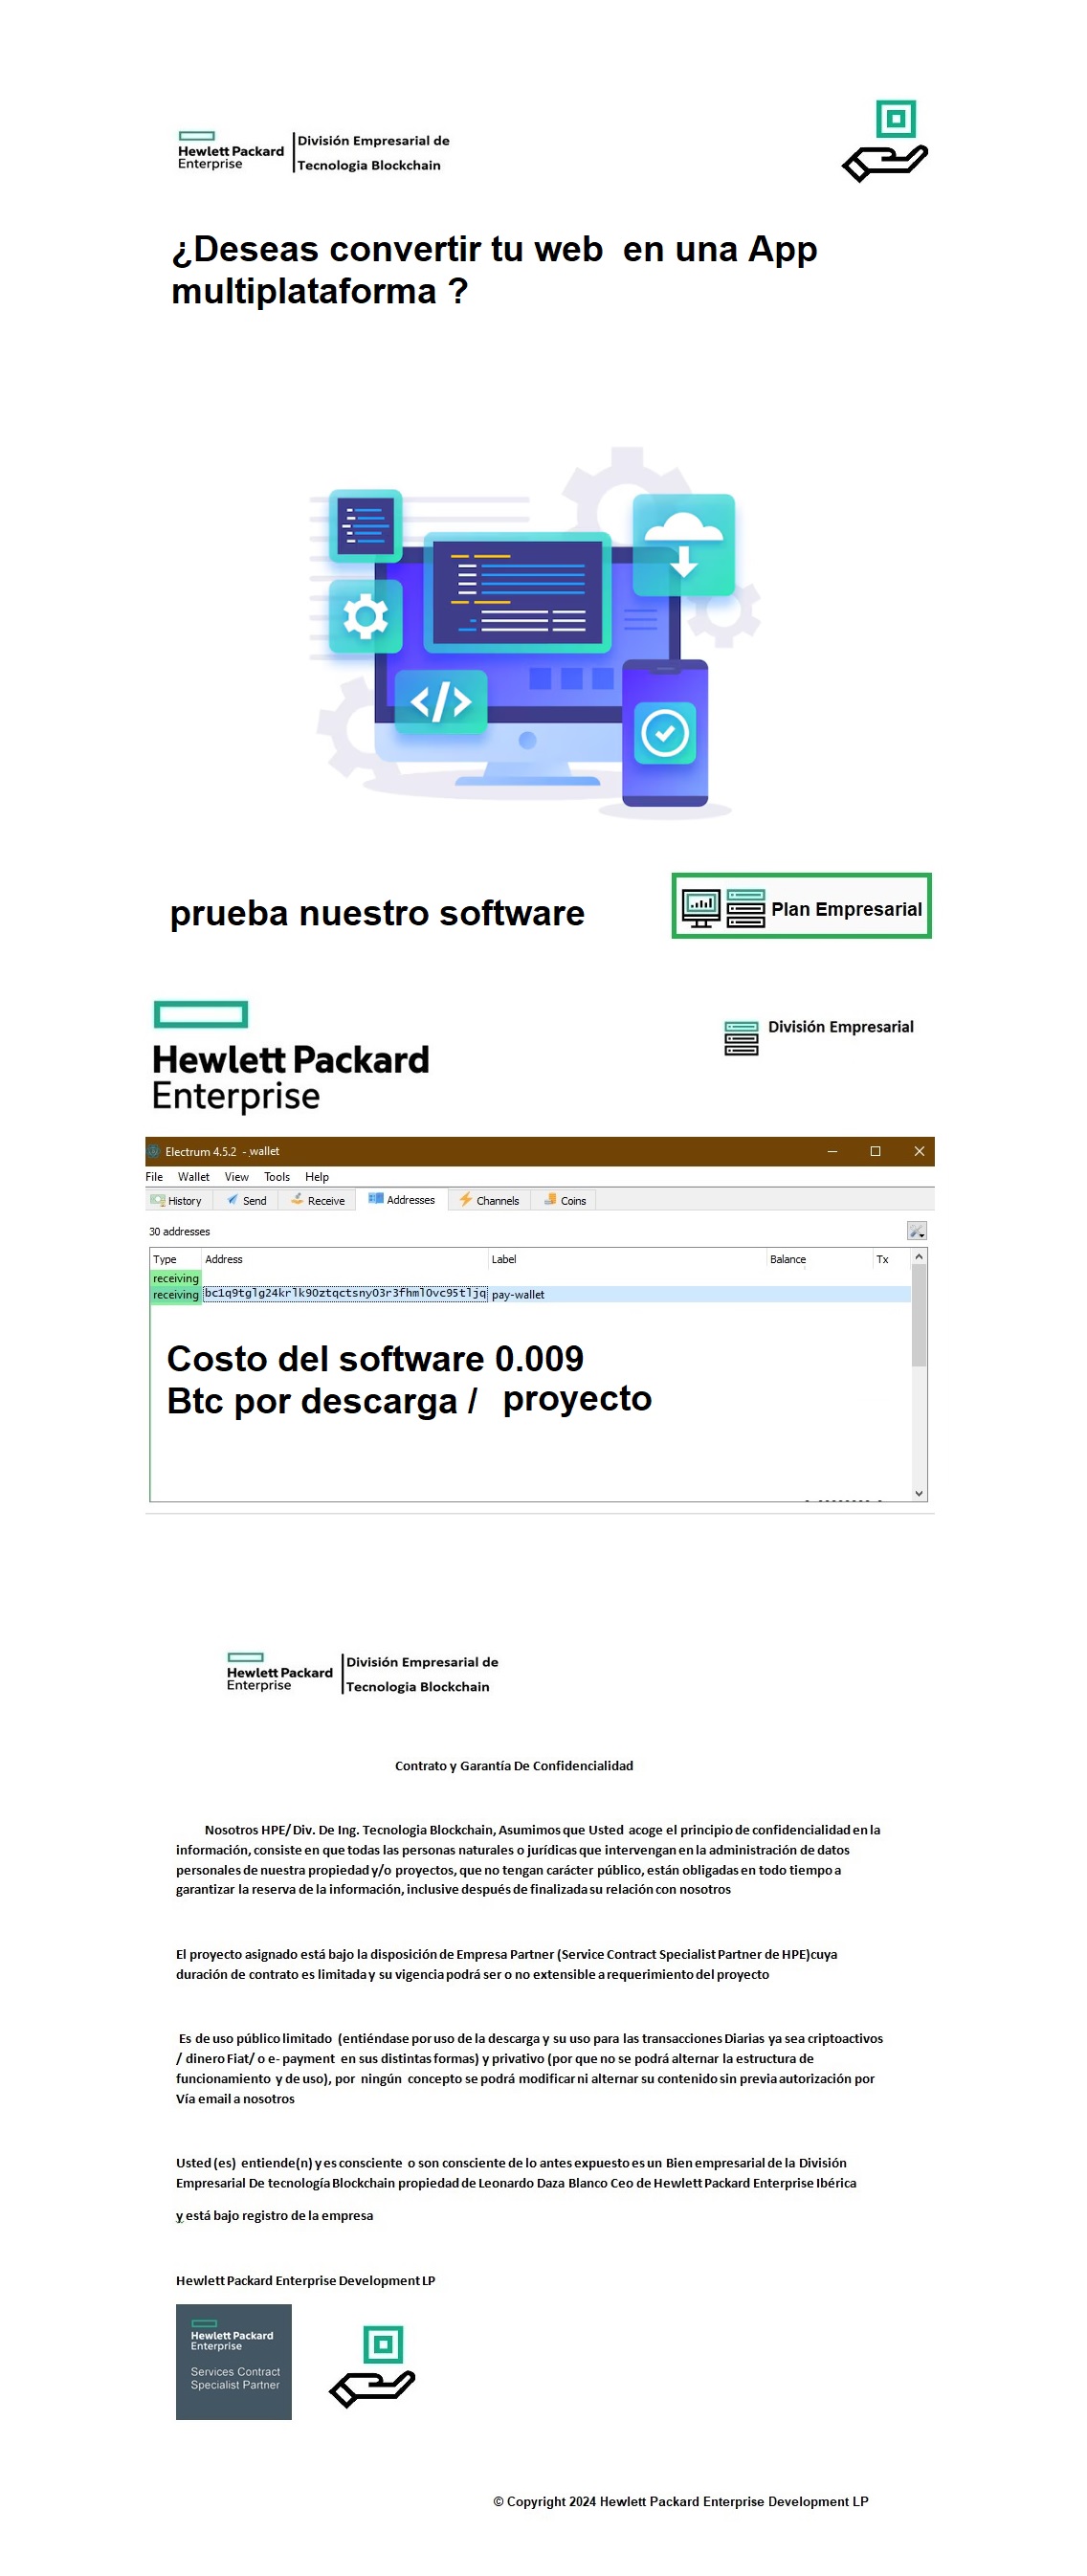 Hewlett Packard
Enterprise
División Empresarial de
Tecnologia Blockchain
¿Deseas convertir tu web en una App
multiplataforma ?
prueba nuestro software
Plan Empresarial
Hewlett Packard
Enterprise
División Empresarial
Electrum 4.5.2 - wallet
File Wallet View Tools Help
History Send Receive Addresses Channels Coins
30 addresses
Type Address Label Balance Tx
receiving
receiving bc1q9tglg24krlk90ztqctsny03r3fhml0vc95tljq pay-wallet
Costo del software 0.009
Btc por descarga / proyecto
Hewlett Packard
Enterprise
División Empresarial de
Tecnologia Blockchain
Contrato y Garantía De Confidencialidad
Nosotros HPE/ Div. De Ing. Tecnologia Blockchain, Asumimos que Usted acoge el principio de confidencialidad en la
información, consiste en que todas las personas naturales o jurídicas que intervengan en la administración de datos
personales de nuestra propiedad y/o proyectos, que no tengan carácter público, están obligadas en todo tiempo a
garantizar la reserva de la información, inclusive después de finalizada su relación con nosotros
El proyecto asignado está bajo la disposición de Empresa Partner (Service Contract Specialist Partner de HPE)cuya
duración de contrato es limitada y su vigencia podrá ser o no extensible a requerimiento del proyecto
Es de uso público limitado (entiéndase por uso de la descarga y su uso para las transacciones Diarias ya sea criptoactivos
/ dinero Fiat/ o e- payment en sus distintas formas) y privativo (por que no se podrá alternar la estructura de
funcionamiento y de uso), por ningún concepto se podrá modificar ni alternar su contenido sin previa autorización por
Vía email a nosotros
Usted (es) entiende(n) y es consciente o son consciente de lo antes expuesto es un Bien empresarial de la División
Empresarial De tecnología Blockchain propiedad de Leonardo Daza Blanco Ceo de Hewlett Packard Enterprise Ibérica
y está bajo registro de la empresa
Hewlett Packard Enterprise Development LP
Hewlett Packard
Enterprise
Services Contract
Specialist Partner
© Copyright 2024 Hewlett Packard Enterprise Development LP